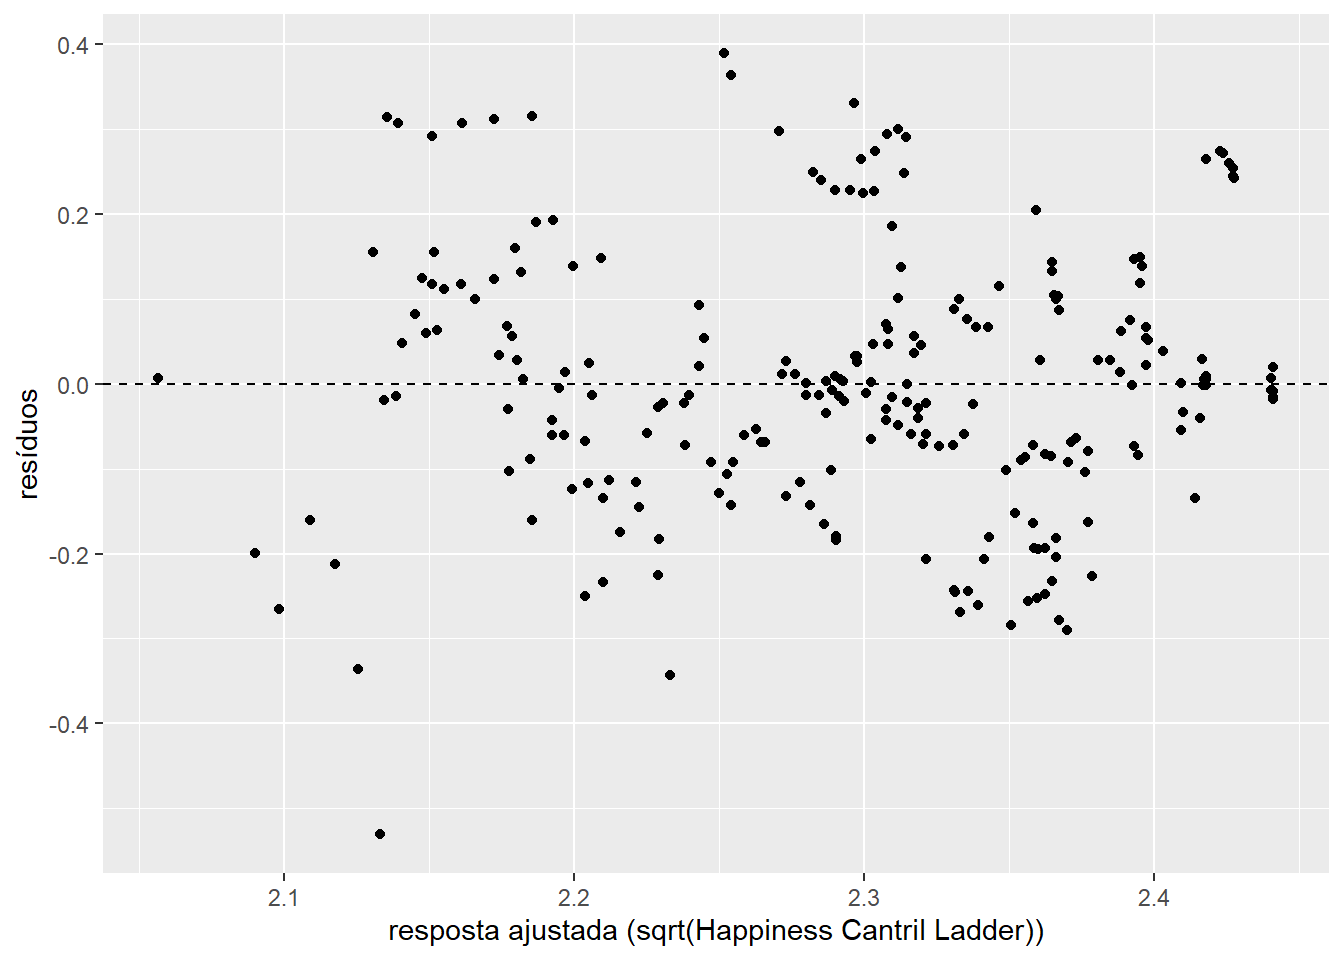 0.4
0.2
0.0
-0.2
-0.4
resíduos
2.1 2.2 2.3 2.4
resposta ajustada (sqrt(Happiness Cantril Ladder))